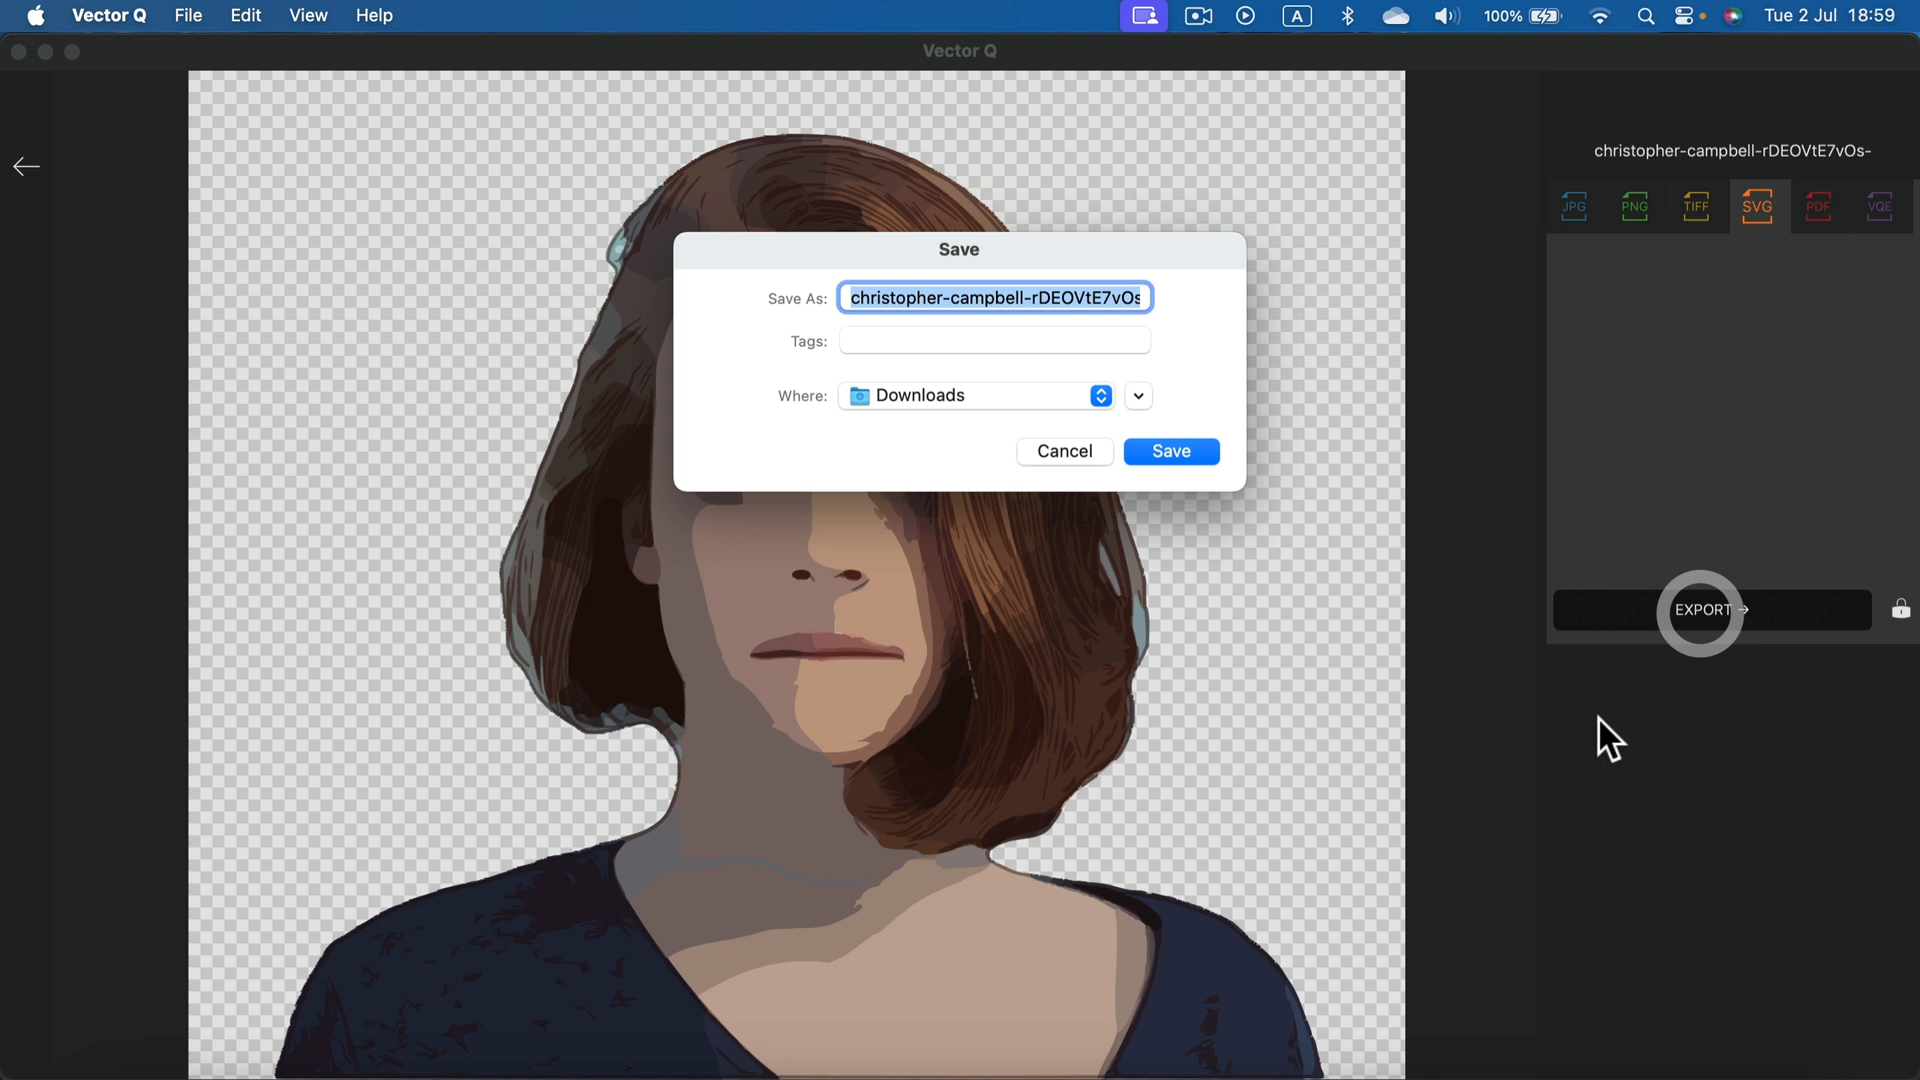 Vector Q File Edit View Help A 100% Tue 2 Jul 18:59
Vector Q
christopher-campbell-rDEOVtE7vOs-
JPG PNG TIFF SVG PDF VQE
Save
Save As: christopher-campbell-rDEOVtE7vOs
Tags:
Where: Downloads
Cancel Save
EXPORT →